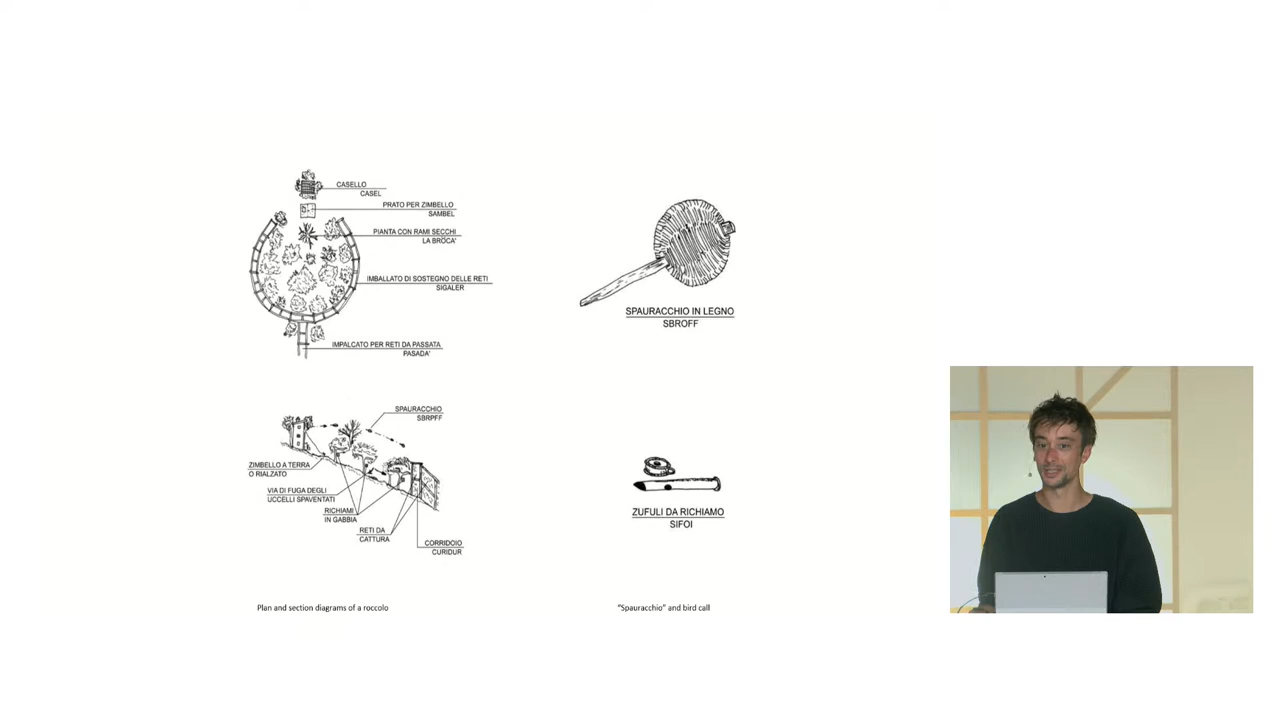 CASELLO
CASEL
PRATO PER ZIMBELLO
SAMBEL
PIANTA CON RAMI SECCHI
LA BRÖCA'
IMBALLATO DI SOSTEGNO DELLE RETI
SIGALER
IMPALCATO PER RETI DA PASSATA
PASADA'
SPAURACCHIO
SBRPFF
ZIMBELLO A TERRA
O RIALZATO
VIA DI FUGA DEGLI
UCCELLI SPAVENTATI
RICHIAMI
IN GABBIA
RETI DA
CATTURA
CORRIDOIO
CURIDUR
Plan and section diagrams of a roccolo
SPAURACCHIO IN LEGNO
SBROFF
ZUFULI DA RICHIAMO
SIFOI
“Spauracchio” and bird call